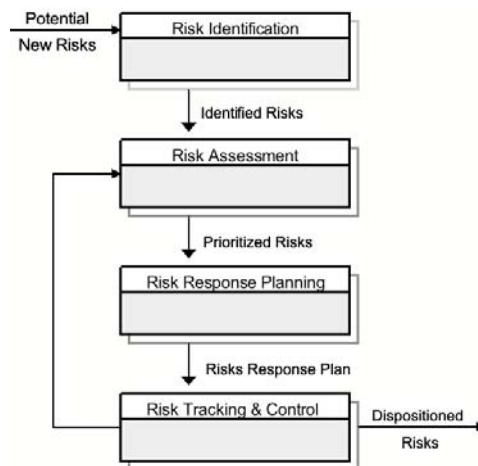 Potential
New Risks
Risk Identification
Identified Risks
Risk Assessment
Prioritized Risks
Risk Response Planning
Risks Response Plan
Risk Tracking & Control
Dispositioned
Risks